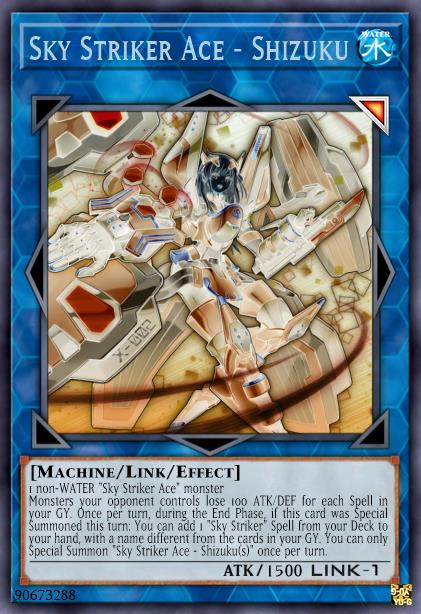 Sky Striker Ace - Shizuku
WATER
水
X-002
[Machine/Link/Effect]
1 non-WATER "Sky Striker Ace" monster
Monsters your opponent controls lose 100 ATK/DEF for each Spell in
your GY. Once per turn, during the End Phase, if this card was Special
Summoned this turn: You can add 1 "Sky Striker" Spell from your Deck to
your hand, with a name different from the cards in your GY. You can only
Special Summon "Sky Striker Ace - Shizuku(s)" once per turn.
ATK/1500 LINK-1
90673288